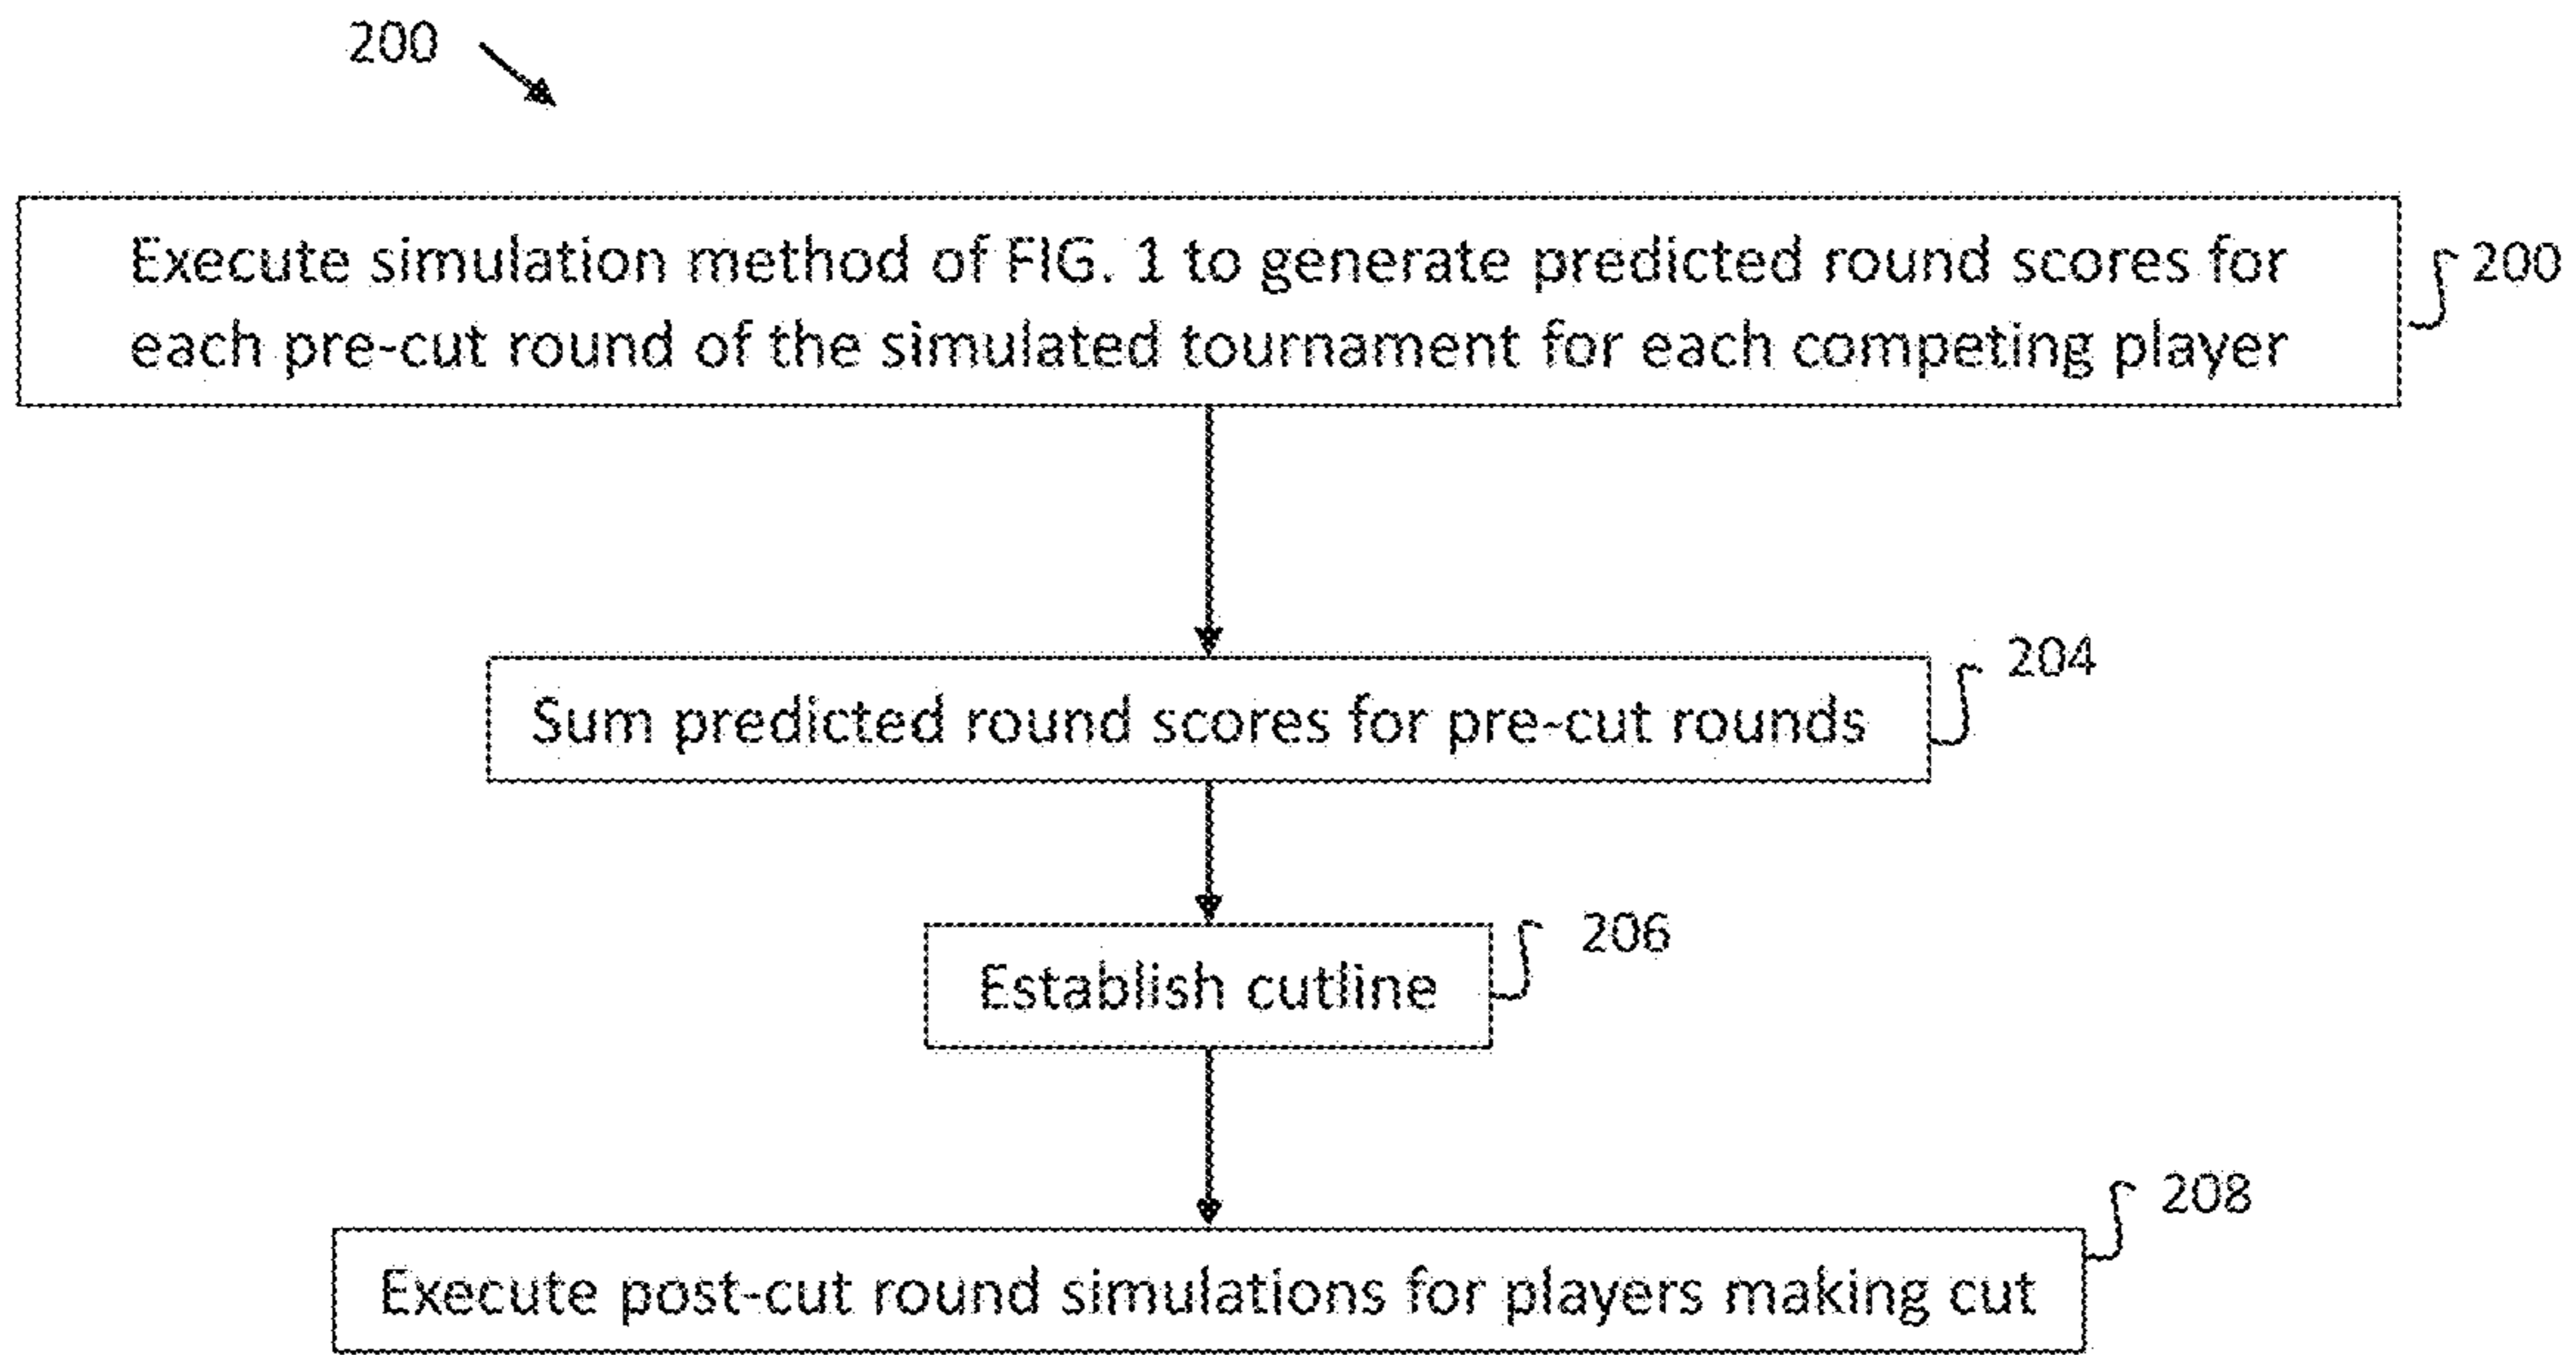 200
Execute simulation method of FIG. 1 to generate predicted round scores for
each pre-cut round of the simulated tournament for each competing player
200
Sum predicted round scores for pre-cut rounds
204
Establish cutline
206
Execute post-cut round simulations for players making cut
208